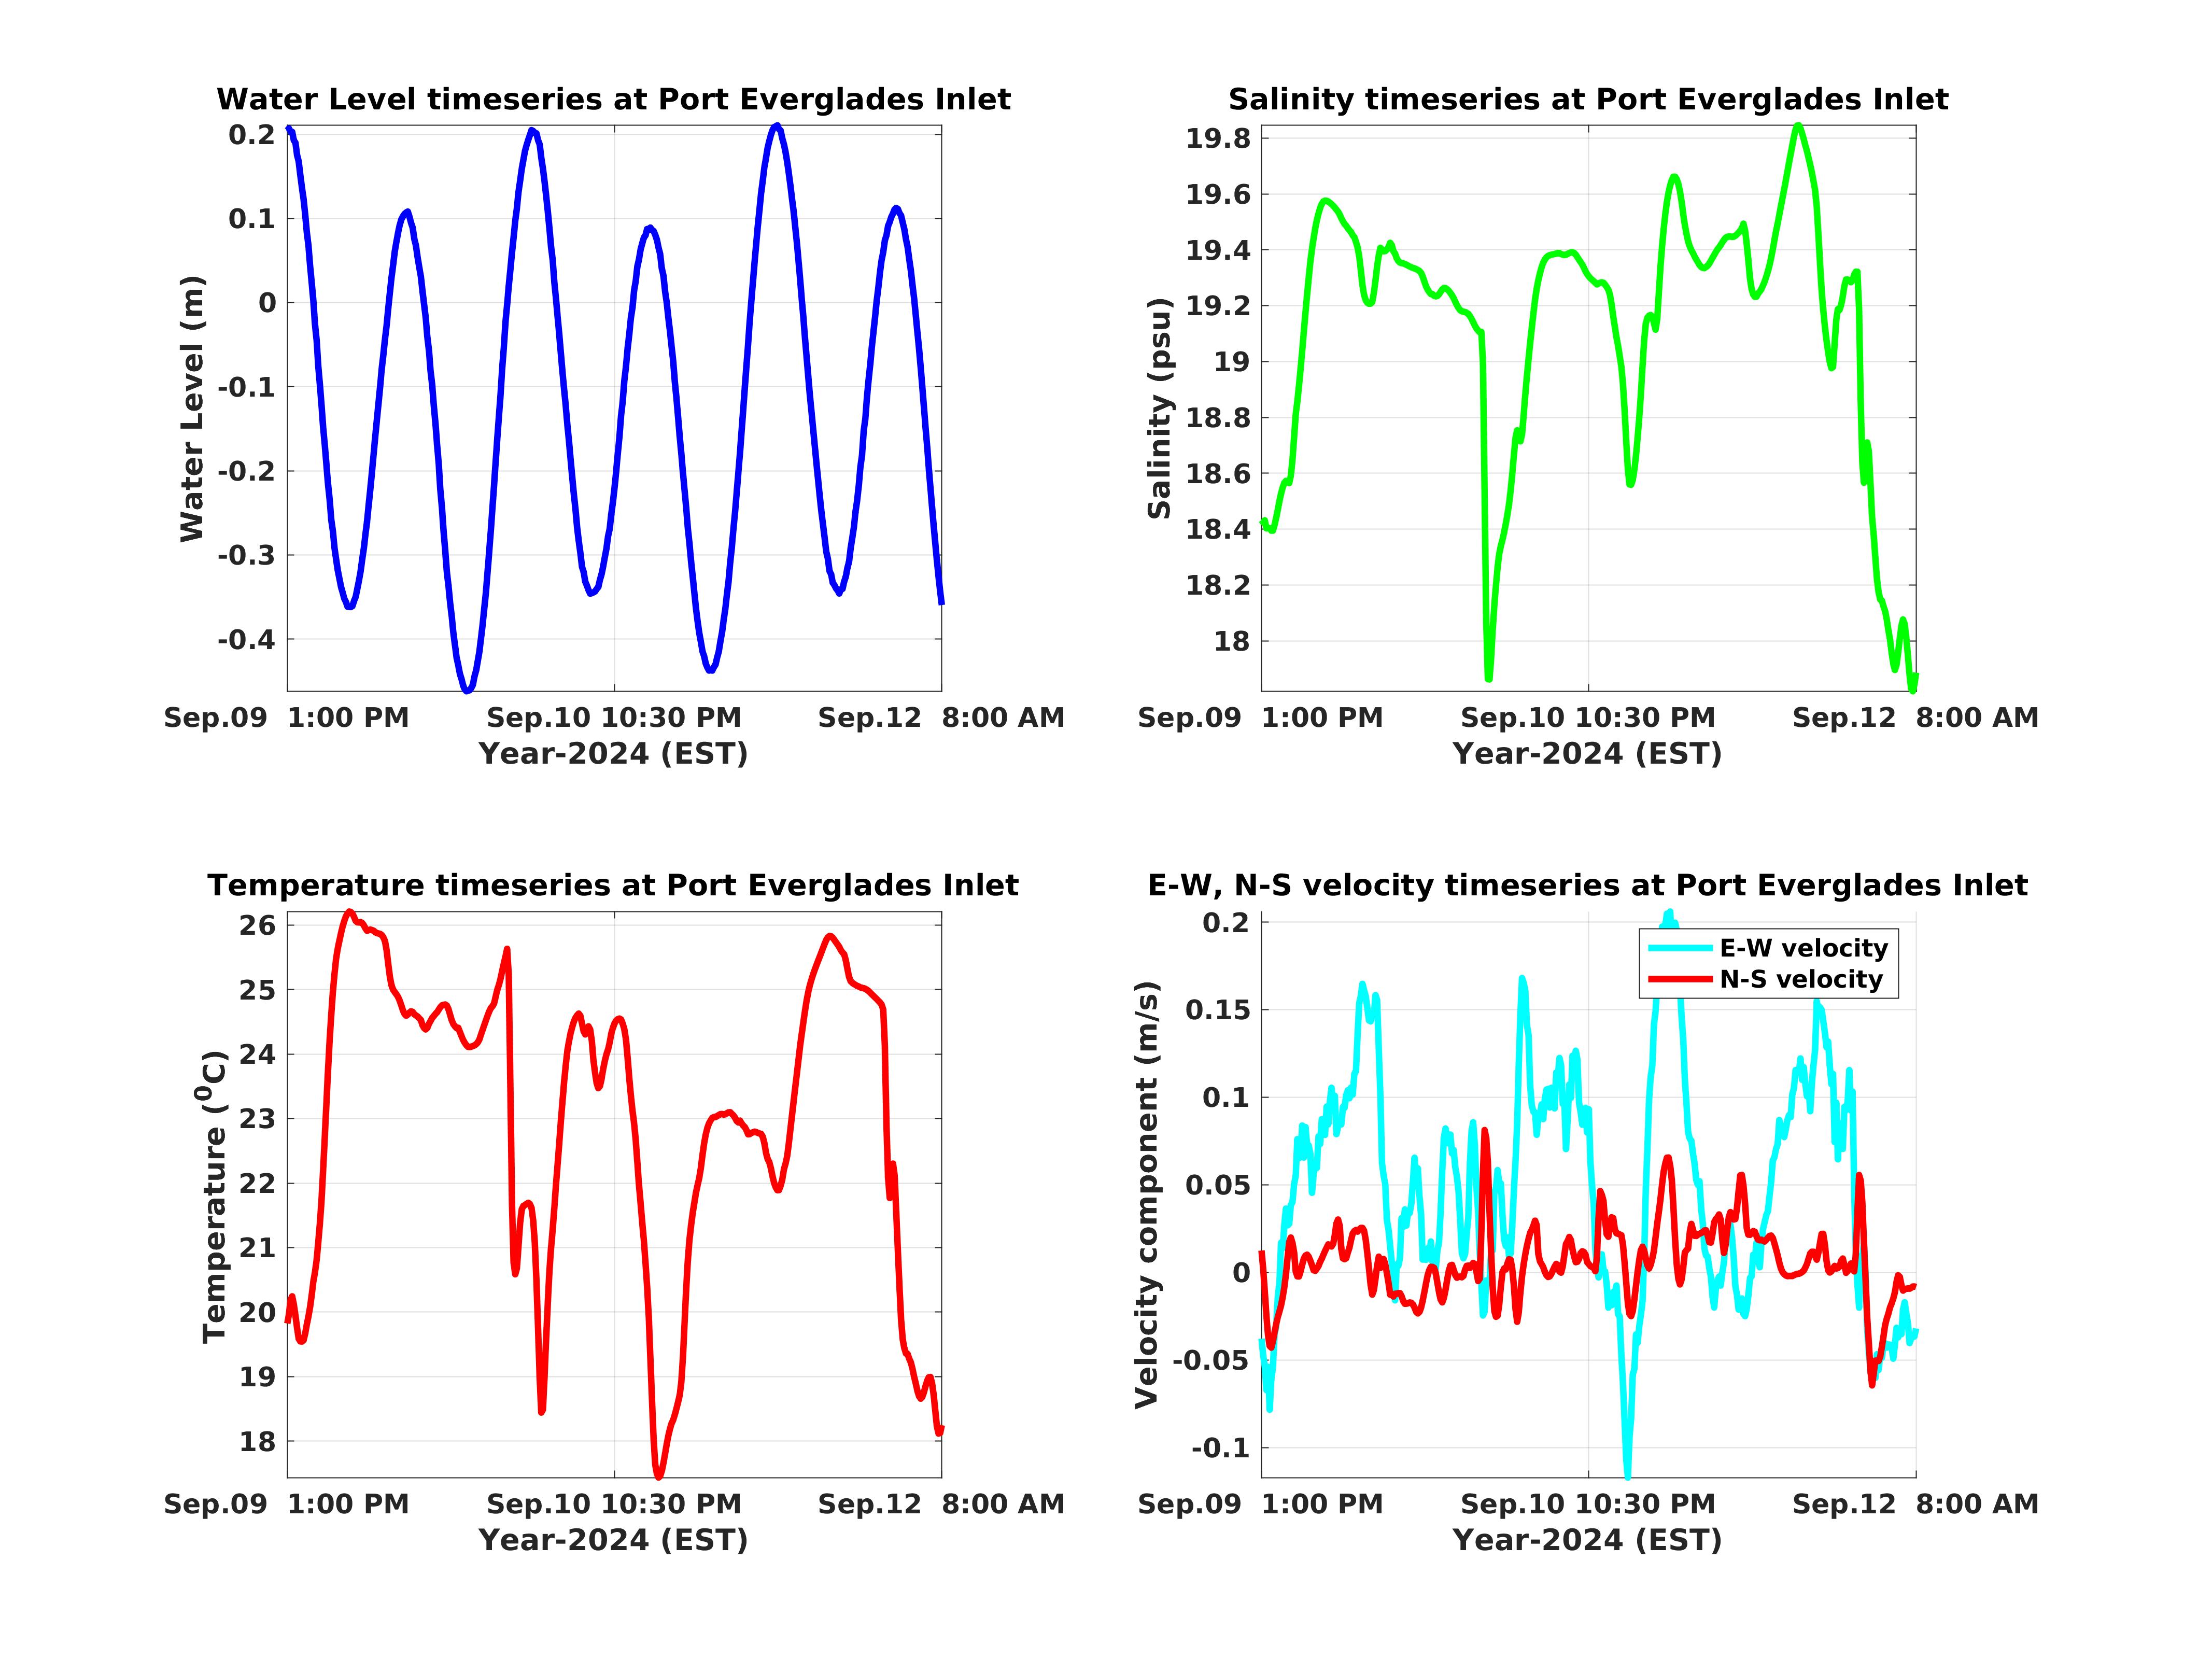 Water Level timeseries at Port Everglades Inlet
0.2
0.1
0
-0.1
-0.2
-0.3
-0.4
Water Level (m)
Sep.09 1:00 PM
Sep.10 10:30 PM
Sep.12 8:00 AM
Year-2024 (EST)
Salinity timeseries at Port Everglades Inlet
19.8
19.6
19.4
19.2
19
18.8
18.6
18.4
18.2
18
Salinity (psu)
Sep.09 1:00 PM
Sep.10 10:30 PM
Sep.12 8:00 AM
Year-2024 (EST)
Temperature timeseries at Port Everglades Inlet
26
25
24
23
22
21
20
19
18
Temperature (⁰C)
Sep.09 1:00 PM
Sep.10 10:30 PM
Sep.12 8:00 AM
Year-2024 (EST)
E-W, N-S velocity timeseries at Port Everglades Inlet
0.2
0.15
0.1
0.05
0
-0.05
-0.1
Velocity component (m/s)
E-W velocity
N-S velocity
Sep.09 1:00 PM
Sep.10 10:30 PM
Sep.12 8:00 AM
Year-2024 (EST)